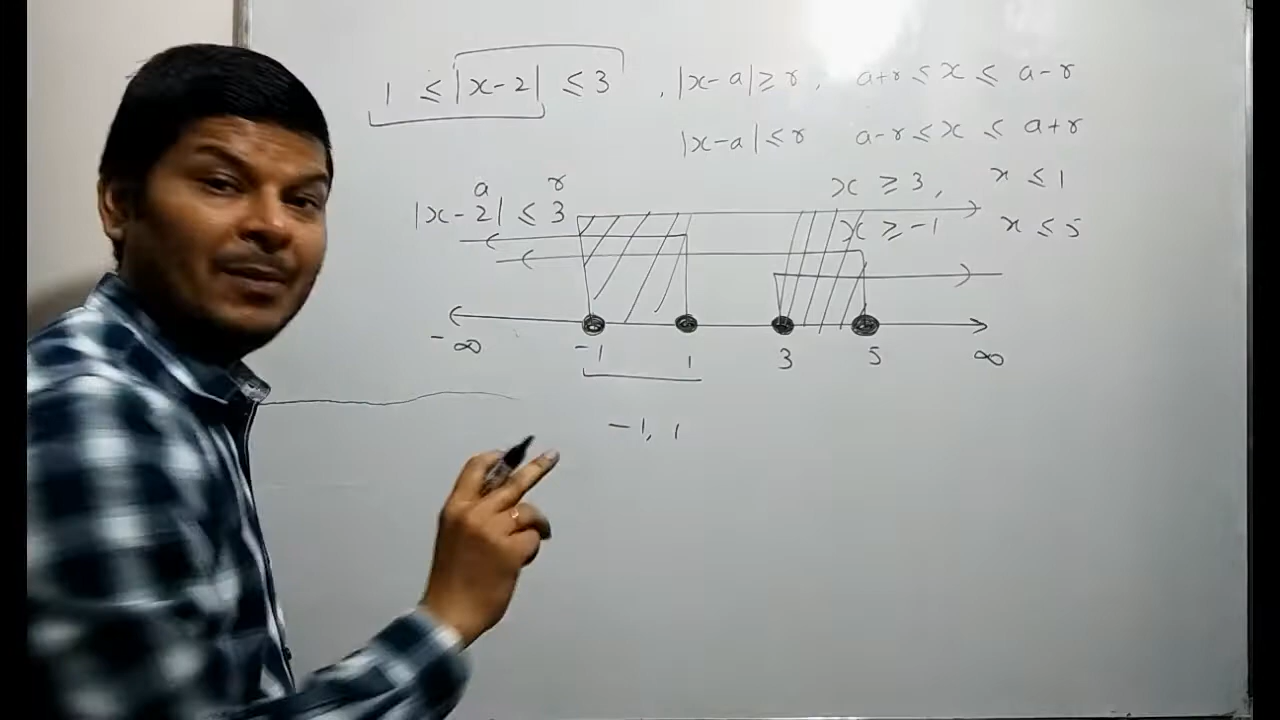 1 ≤ |x-2| ≤ 3 , |x-a| ≥ r , a+r ≤ x ≤ a-r
|x-a| ≤ r a-r ≤ x ≤ a+r
x ≥ 3, x ≤ 1
a r
|x-2| ≤ 3 x ≥ -1 x ≤ 5
-∞ -1 1 3 5 ∞
-1, 1